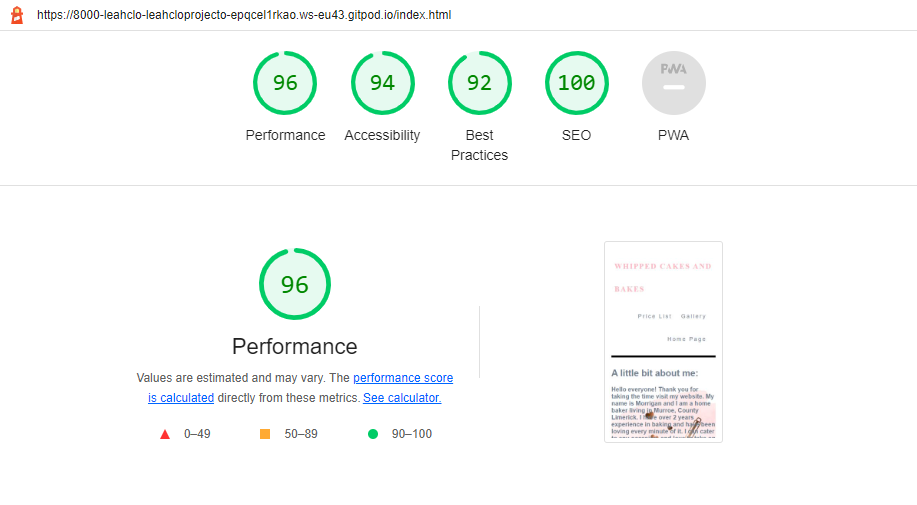 https://8000-leahclo-leahcloprojecto-epqcel1rkao.ws-eu43.gitpod.io/index.html
96
94
92
100
PWA
Performance
Accessibility
Best
Practices
SEO
PWA
96
Performance
Values are estimated and may vary. The performance score
is calculated directly from these metrics. See calculator.
0–49
50–89
90–100
WHIPPED CAKES AND
BAKES
Price List Gallery
Home Page
A little bit about me:
Hello everyone! Thank you for
taking the time visit my website. My
name is Morrigan and I am a home
baker living in Murroe, County
Limerick. I have over 2 years
experience in baking and have been
loving every minute of it. I can cater